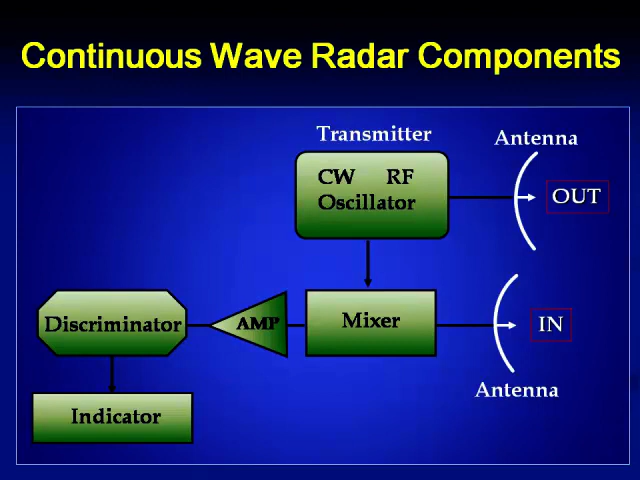 Continuous Wave Radar Components
Transmitter
Antenna
CW RF
Oscillator
OUT
Discriminator
AMP
Mixer
IN
Antenna
Indicator